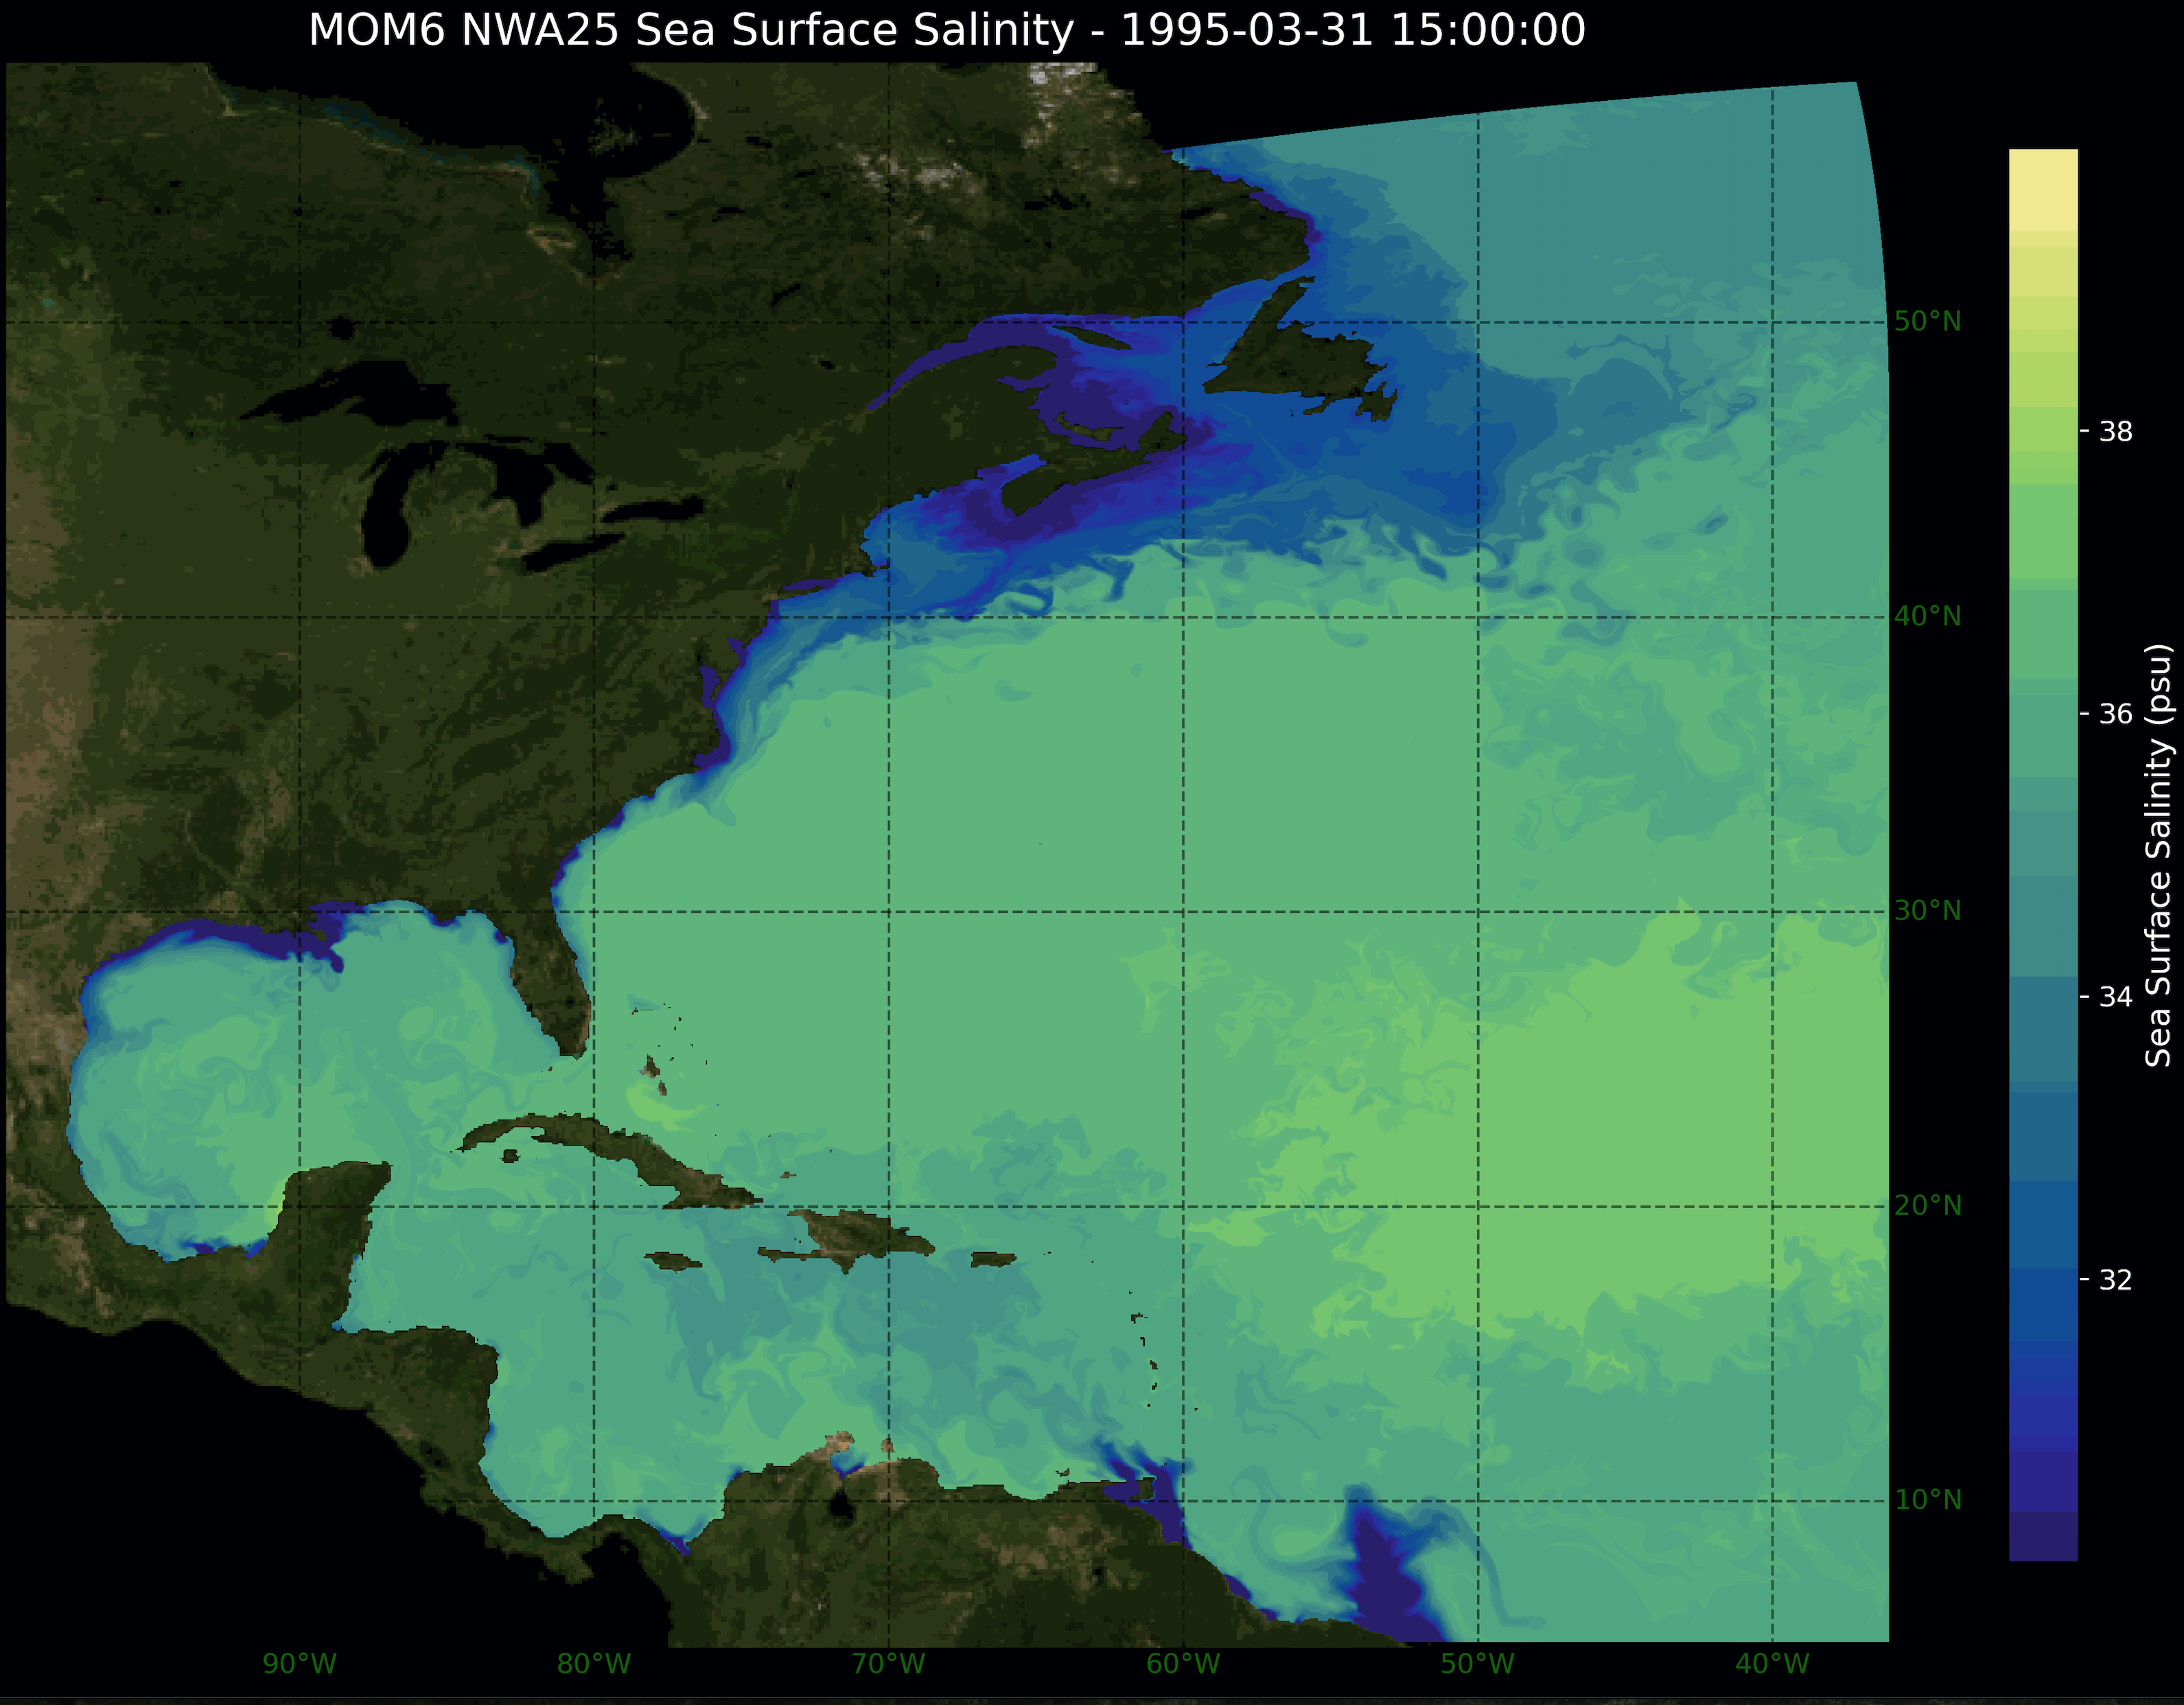 MOM6 NWA25 Sea Surface Salinity - 1995-03-31 15:00:00
50°N
40°N
30°N
20°N
10°N
90°W
80°W
70°W
60°W
50°W
40°W
38
36
34
32
Sea Surface Salinity (psu)